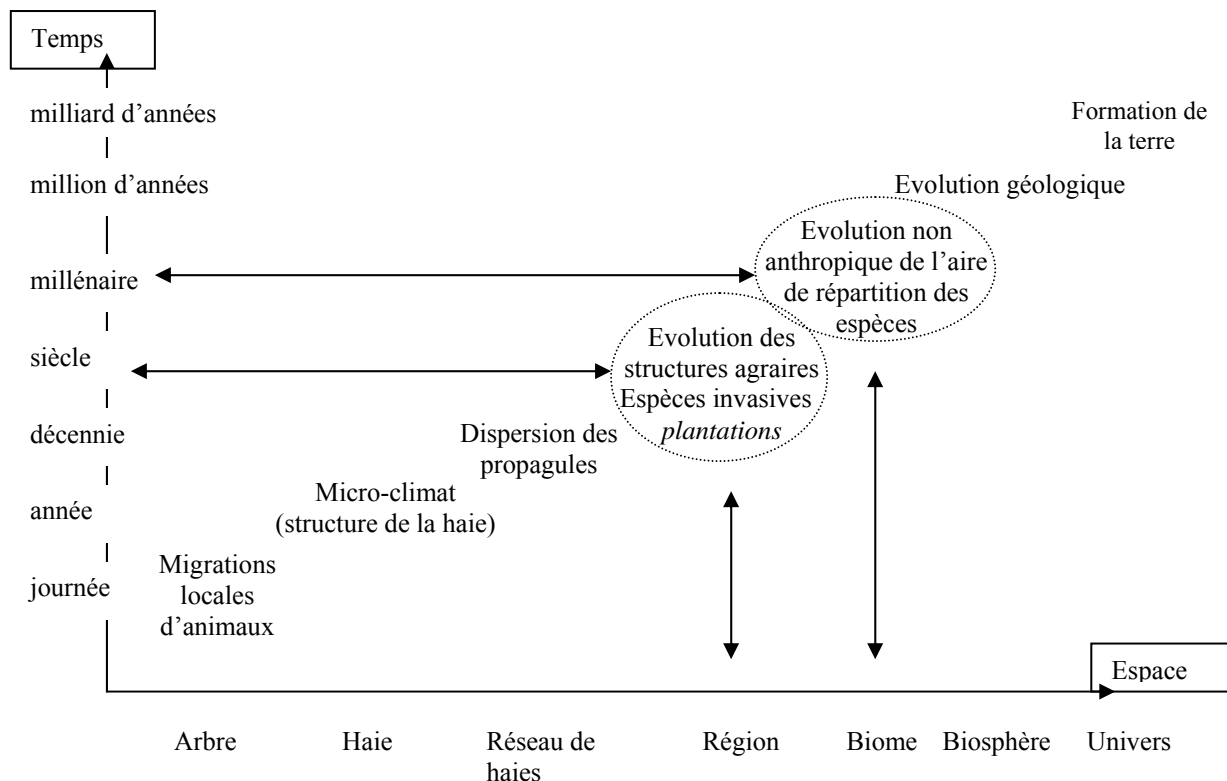 Temps
milliard d’années
Formation de
la terre
million d’années
Evolution géologique
Evolution non
anthropique de l’aire
de répartition des
espèces
millénaire
siècle
Evolution des
structures agraires
Espèces invasives
plantations
décennie
Dispersion des
propagules
année
Micro-climat
(structure de la haie)
journée
Migrations
locales
d’animaux
Espace
Arbre
Haie
Réseau de
haies
Région
Biome
Biosphère
Univers